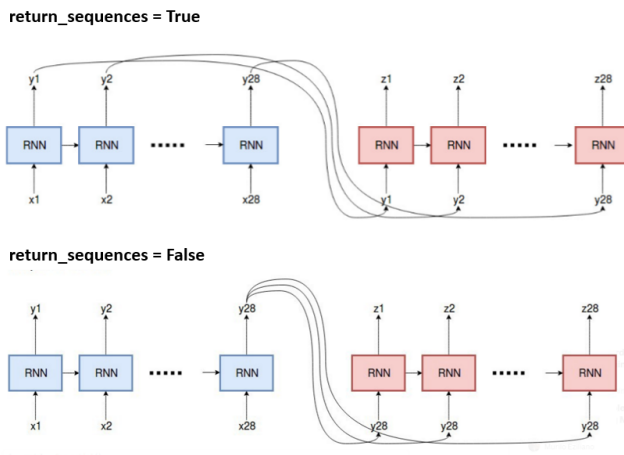 return_sequences = True
y1 y2 y28 z1 z2 z28
RNN RNN ..... RNN RNN RNN ..... RNN
x1 x2 x28 y1 y2 y28
return_sequences = False
y1 y2 y28 z1 z2 z28
RNN RNN ..... RNN RNN RNN ..... RNN
x1 x2 x28 y28 y28 y28